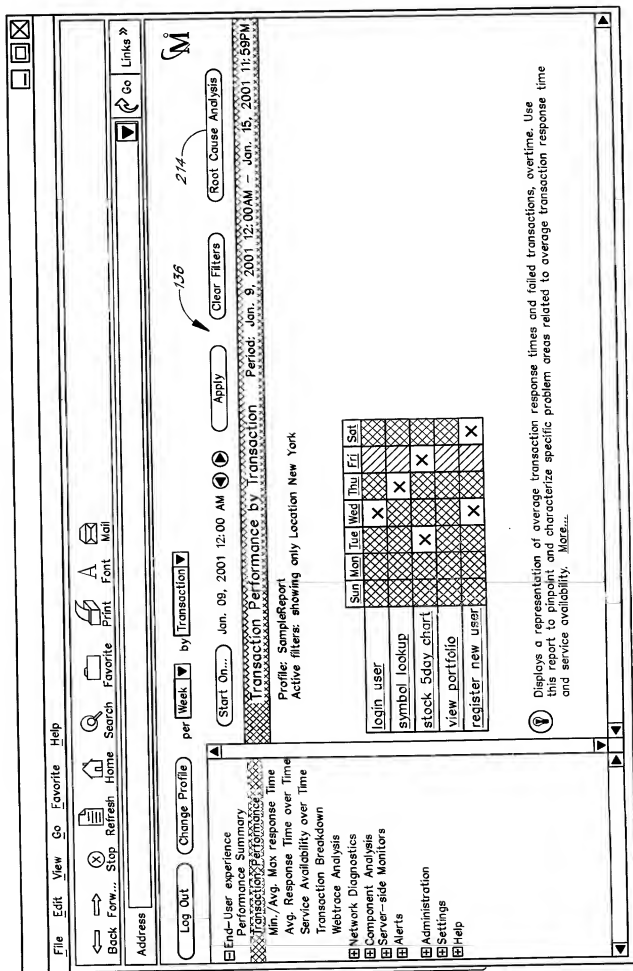 File Edit View Go Favorite Help
Back Forw... Stop Refresh Home Search Favorite Print Font Mail
Address
Go Links »
Log Out Change Profile per Week by Transaction
Start On... Jan. 09, 2001 12:00 AM Apply Clear Filters Root Cause Analysis
136
214
M
Transaction Performance by Transaction Period: Jan. 9, 2001 12:00AM – Jan. 15, 2001 11:59PM
Profile: SampleReport
Active filters: showing only Location New York
End-User experience
Performance Summary
Transaction Performance
Min./Avg. Max response Time
Avg. Response Time over Time
Service Availability over Time
Transaction Breakdown
Webtrace Analysis
Network Diagnostics
Component Analysis
Server-side Monitors
Alerts
Administration
Settings
Help
Sun Mon Tue Wed Thu Fri Sat
login user X
symbol lookup X
stock 5day chart X X
view portfolio
register new user X X
Displays a representation of average transaction response times and failed transactions, overtime. Use
this report to pinpoint and characterize specific problem areas related to average transaction response time
and service availability. More...